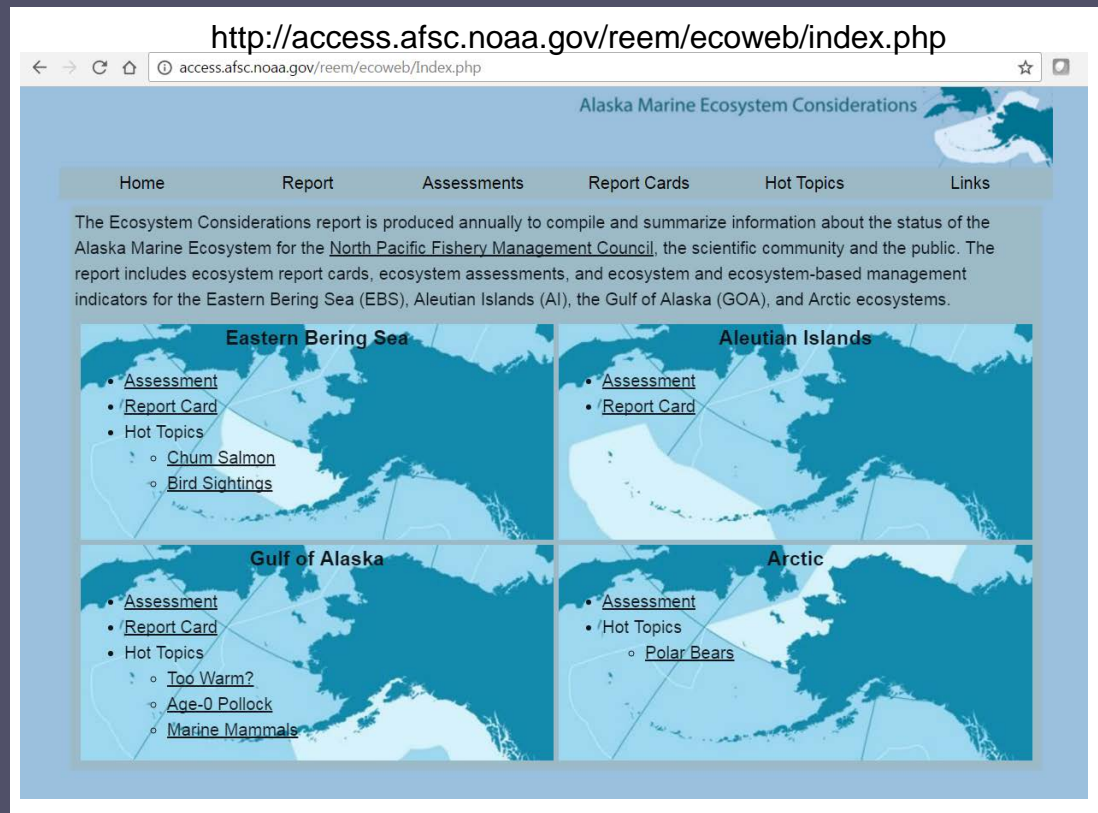 http://access.afsc.noaa.gov/reem/ecoweb/index.php
access.afsc.noaa.gov/reem/ecoweb/Index.php
Alaska Marine Ecosystem Considerations
Home Report Assessments Report Cards Hot Topics Links
The Ecosystem Considerations report is produced annually to compile and summarize information about the status of the
Alaska Marine Ecosystem for the North Pacific Fishery Management Council, the scientific community and the public. The
report includes ecosystem report cards, ecosystem assessments, and ecosystem and ecosystem-based management
indicators for the Eastern Bering Sea (EBS), Aleutian Islands (AI), the Gulf of Alaska (GOA), and Arctic ecosystems.
Eastern Bering Sea
• Assessment
• Report Card
• Hot Topics
◦ Chum Salmon
◦ Bird Sightings
Aleutian Islands
• Assessment
• Report Card
Gulf of Alaska
• Assessment
• Report Card
• Hot Topics
◦ Too Warm?
◦ Age-0 Pollock
◦ Marine Mammals
Arctic
• Assessment
• Hot Topics
◦ Polar Bears